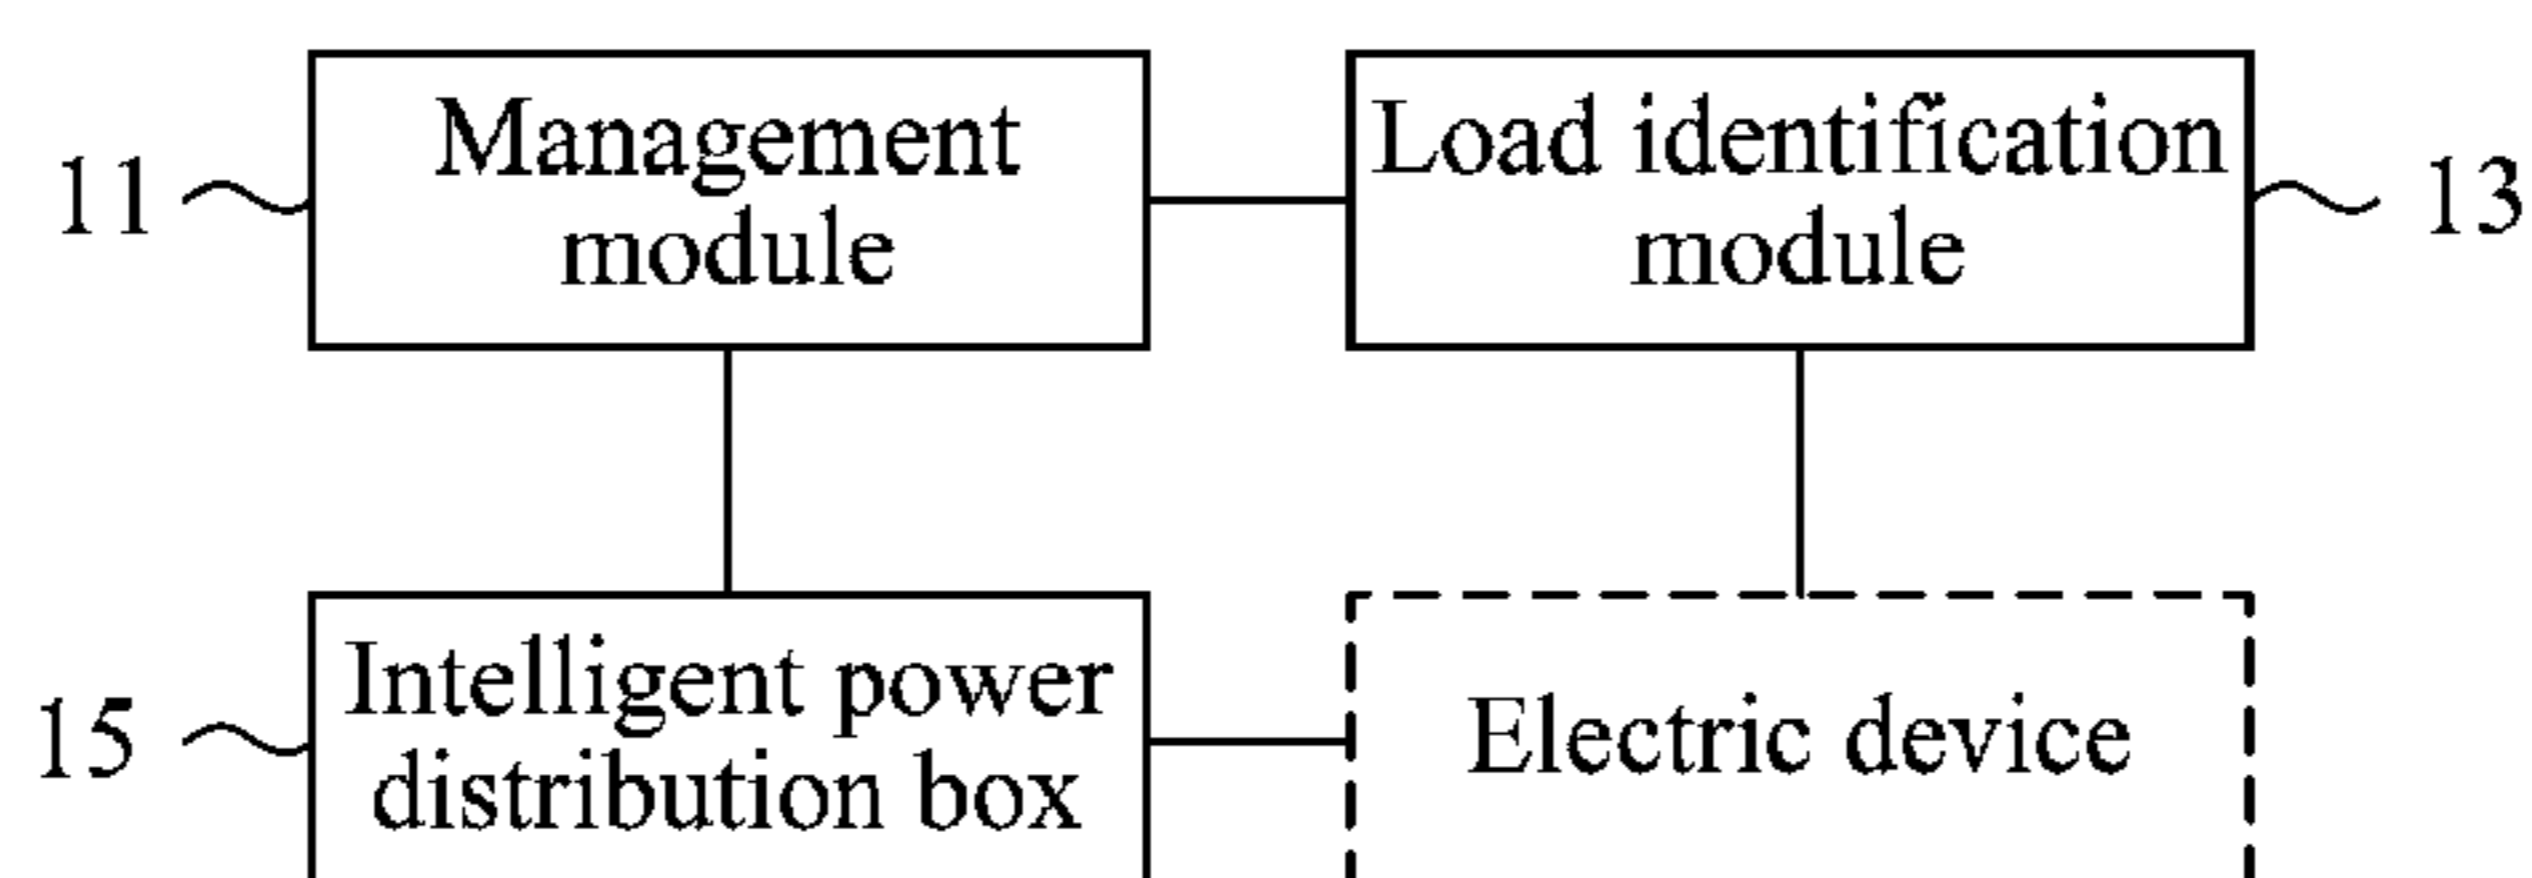 11
Management
module
Load identification
module
13
15
Intelligent power
distribution box
Electric device